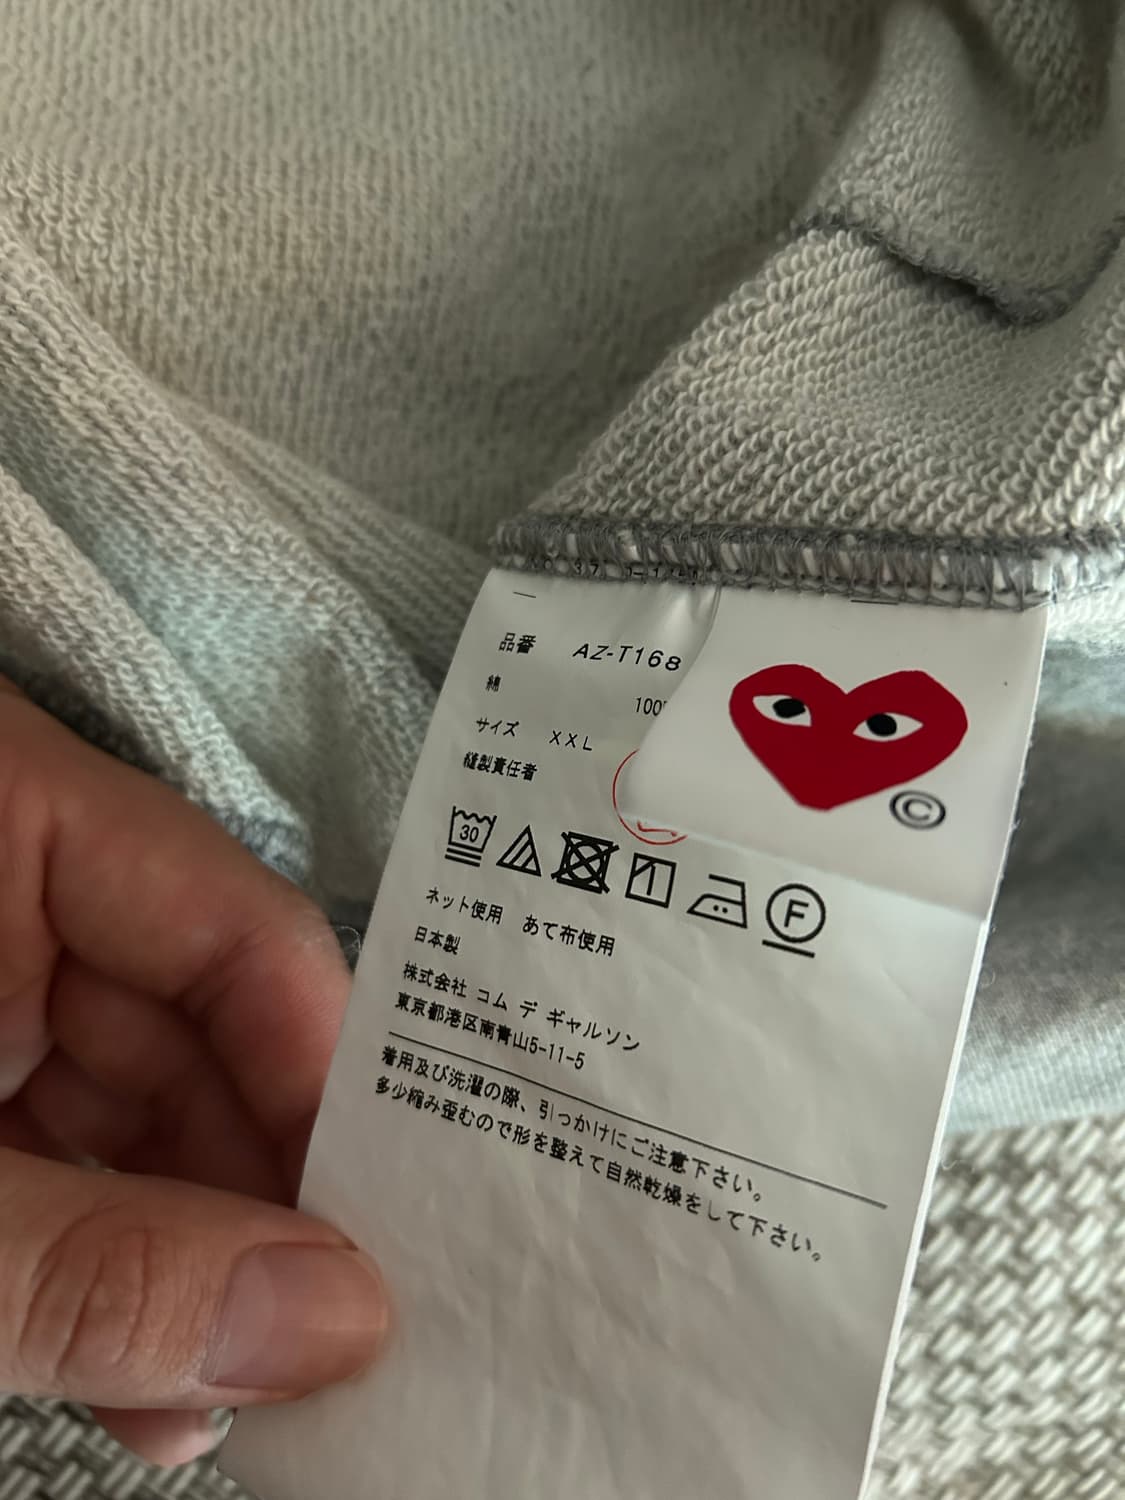 品番 AZ-T168
綿 100
サイズ XXL
縫製責任者
©
30
F
ネット使用 あて布使用
日本製
株式会社 コム デ ギャルソン
東京都港区南青山5-11-5
着用及び洗濯の際、引っかけにご注意下さい。
多少縮み歪むので形を整えて自然乾燥をして下さい。